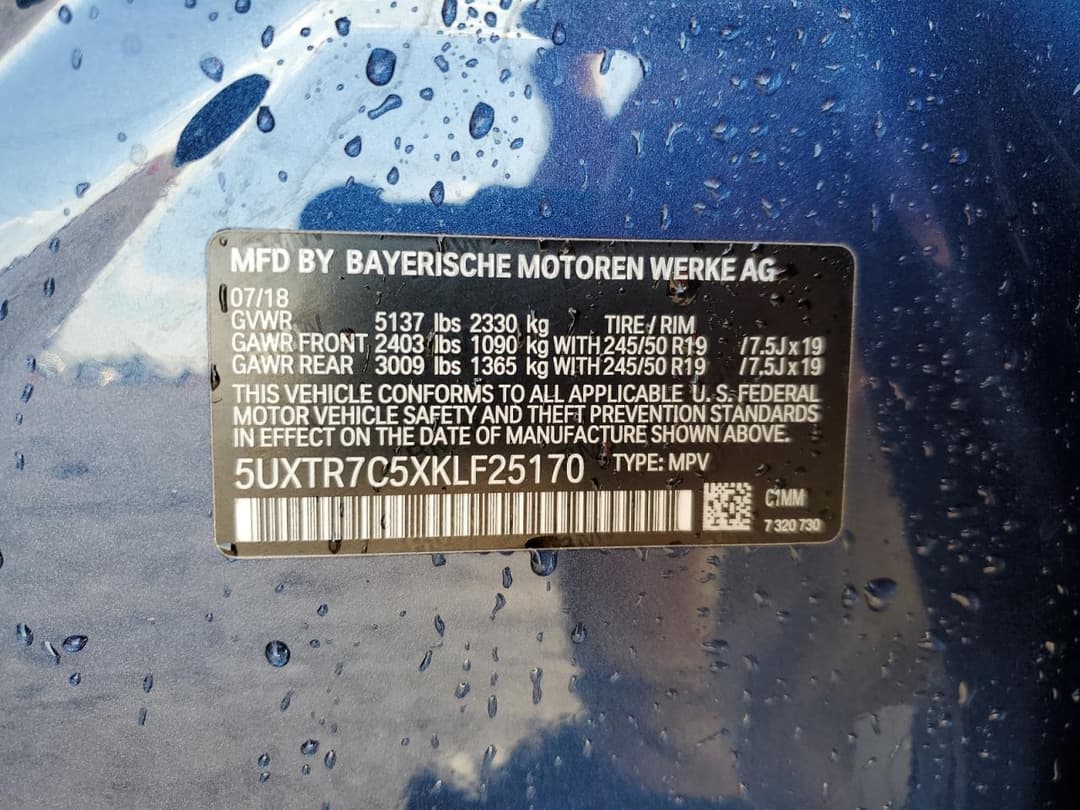 MFD BY BAYERISCHE MOTOREN WERKE AG
07/18
GVWR 5137 lbs 2330 kg TIRE / RIM
GAWR FRONT 2403 lbs 1090 kg WITH 245/50 R19 / 7.5J x 19
GAWR REAR 3009 lbs 1365 kg WITH 245/50 R19 / 7.5J x 19
THIS VEHICLE CONFORMS TO ALL APPLICABLE U.S. FEDERAL
MOTOR VEHICLE SAFETY AND THEFT PREVENTION STANDARDS
IN EFFECT ON THE DATE OF MANUFACTURE SHOWN ABOVE.
5UXTR7C5XKLF25170 TYPE: MPV
C1MM
7 320 730